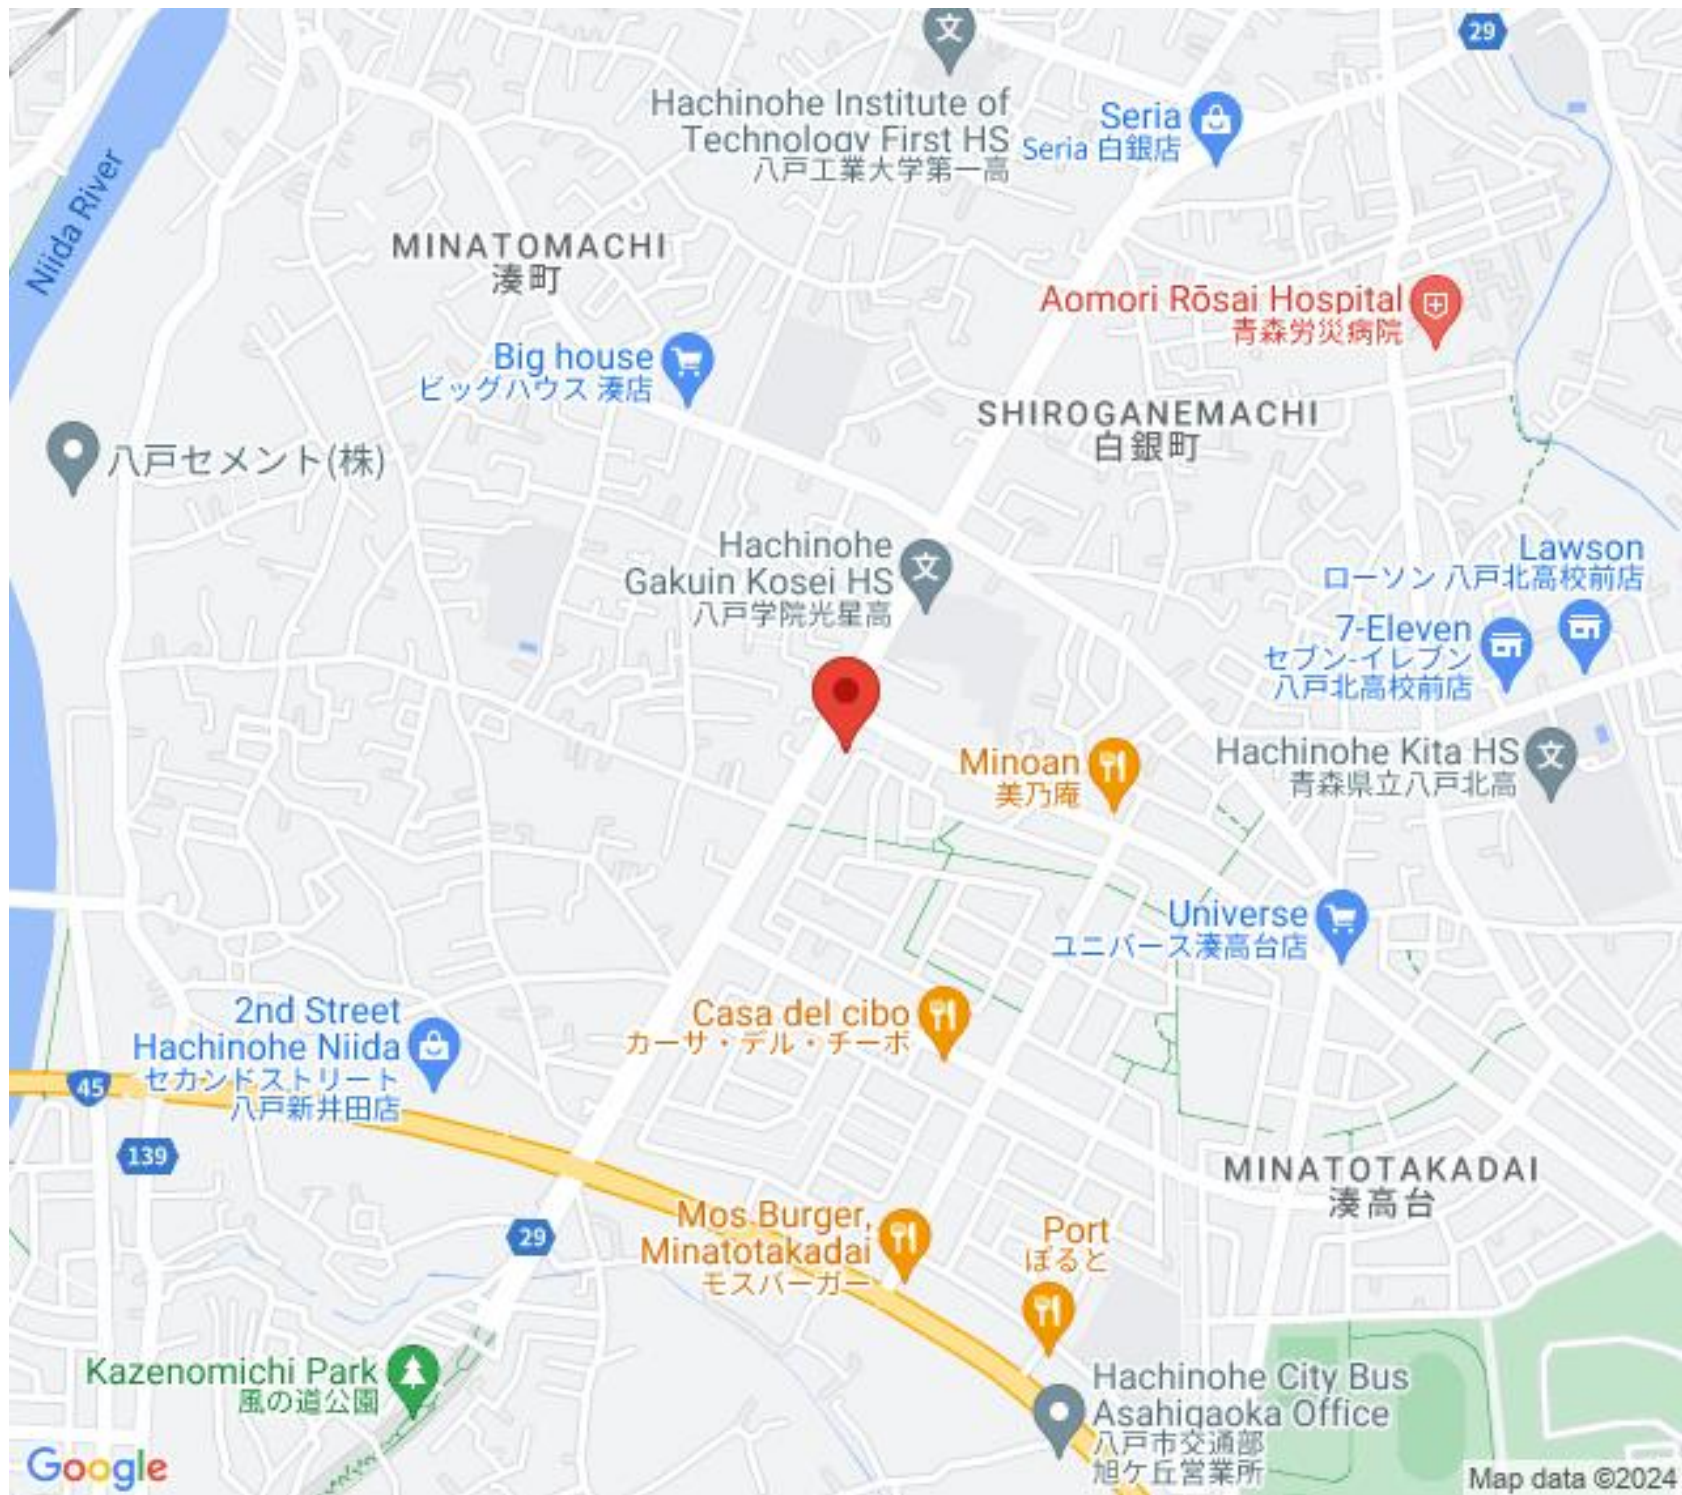 29
Hachinohe Institute of
Technology First HS
八戸工業大学第一高
Seria
Seria 白銀店
Niida River
MINATOMACHI
湊町
Aomori Rōsai Hospital
青森労災病院
Big house
ビッグハウス 湊店
SHIROGANEMACHI
白銀町
八戸セメント(株)
Hachinohe
Gakuin Kosei HS
八戸学院光星高
Lawson
ローソン 八戸北高校前店
7-Eleven
セブン-イレブン
八戸北高校前店
Hachinohe Kita HS
青森県立八戸北高
Minoan
美乃庵
Universe
ユニバース湊高台店
Casa del cibo
カーサ・デル・チーボ
2nd Street
Hachinohe Niida
セカンドストリート
八戸新井田店
45
139
MINATOTAKADAI
湊高台
29
Mos Burger,
Minatotakadai
モスバーガー
Port
ぽると
Kazenomichi Park
風の道公園
Hachinohe City Bus
Asahigaoka Office
八戸市交通部
旭ケ丘営業所
Google
Map data ©2024